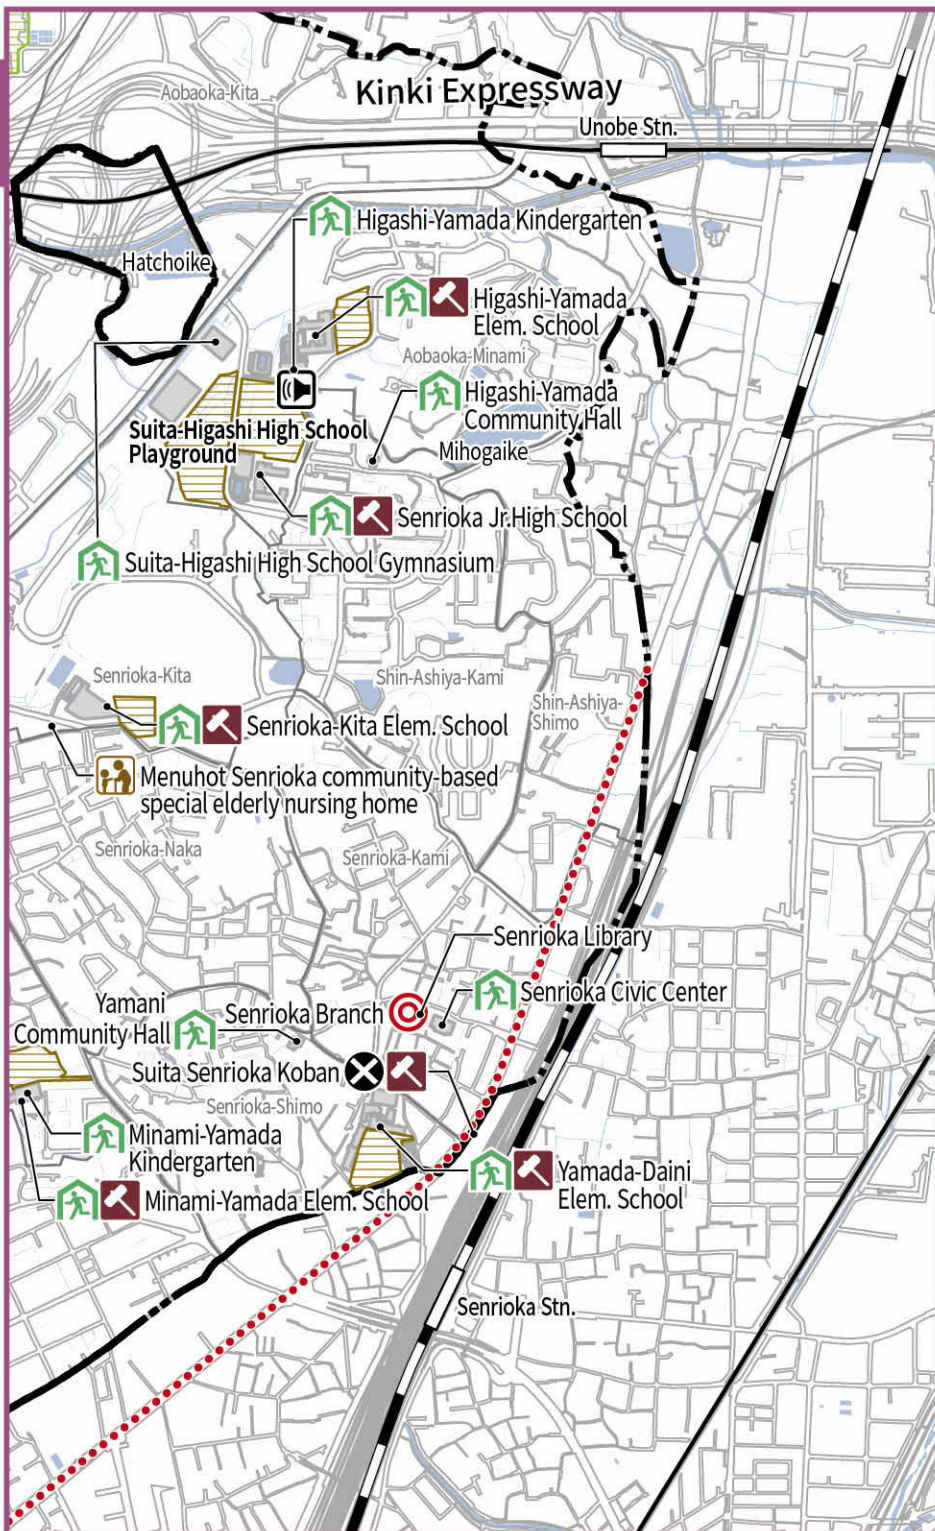 Aobaoka-Kita
Kinki Expressway
Unobe Stn.
Higashi-Yamada Kindergarten
Hatchoike
Higashi-Yamada
Elem. School
Aobaoka-Minami
Higashi-Yamada
Community Hall
Suita-Higashi High School
Playground
Mihogaike
Senrioka Jr.High School
Suita-Higashi High School Gymnasium
Senrioka-Kita
Shin-Ashiya-Kami
Shin-Ashiya-
Shimo
Senrioka-Kita Elem. School
Menuhot Senrioka community-based
special elderly nursing home
Senrioka-Naka
Senrioka-Kami
Senrioka Library
Senrioka Civic Center
Yamani
Community Hall
Senrioka Branch
Suita Senrioka Koban
Senrioka-Shimo
Minami-Yamada
Kindergarten
Yamada-Daini
Elem. School
Minami-Yamada Elem. School
Senrioka Stn.